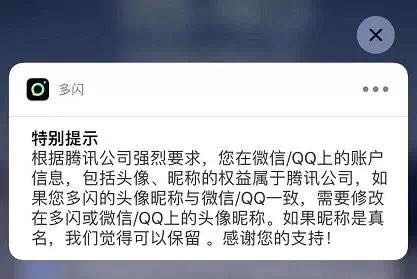 多闪
特别提示
根据腾讯公司强烈要求，您在微信/QQ上的账户
信息，包括头像、昵称的权益属于腾讯公司，如
果您多闪的头像昵称与微信/QQ一致，需要修改
在多闪或微信/QQ上的头像昵称。如果昵称是真
名，我们觉得可以保留 。感谢您的支持！